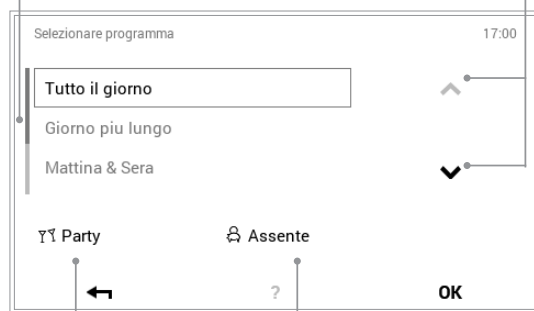 Selezionare programma 17:00
Tutto il giorno
Giorno piu lungo
Mattina & Sera
Party Assente
? OK